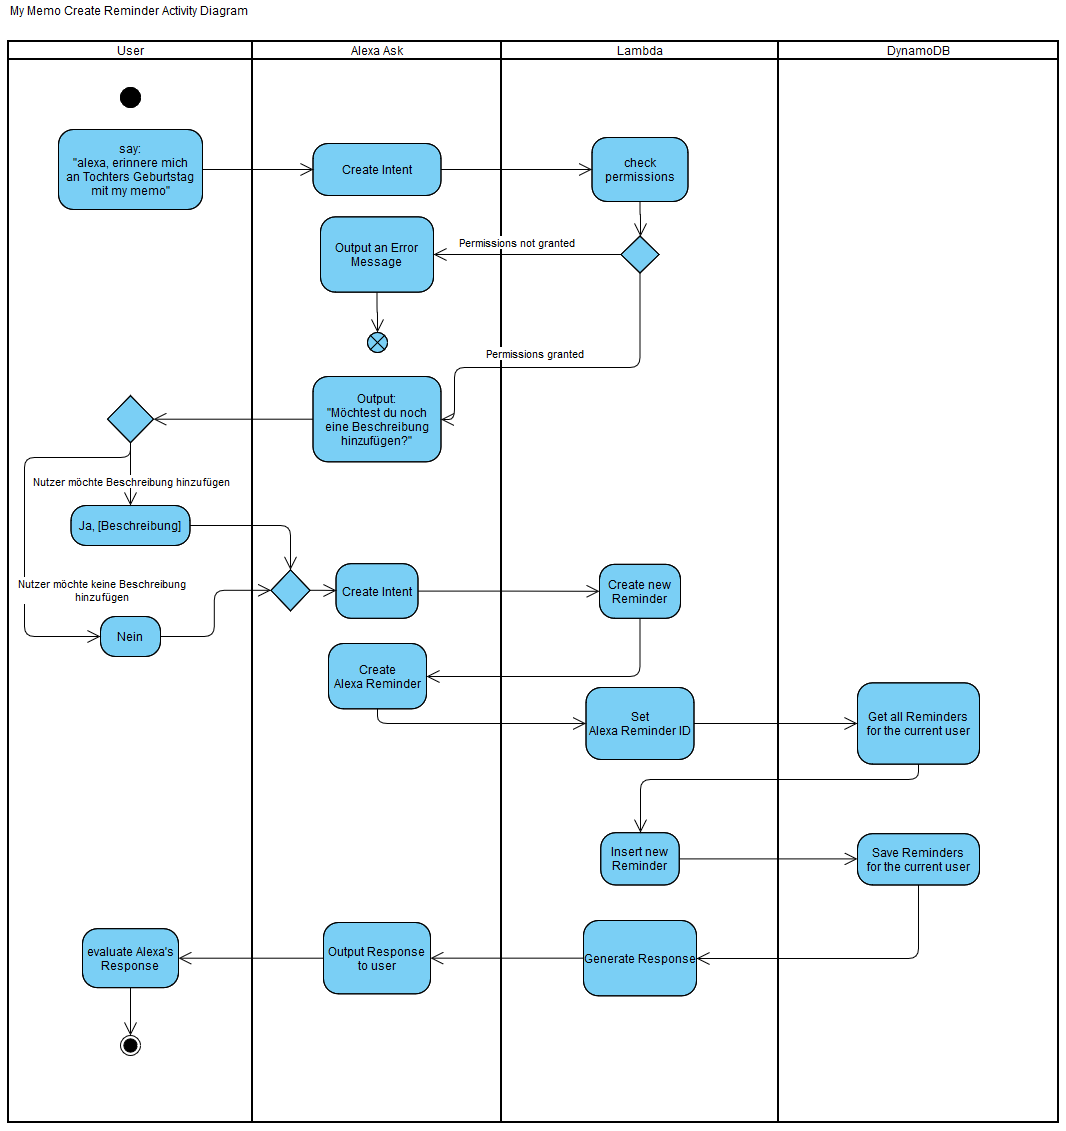 My Memo Create Reminder Activity Diagram
User
Alexa Ask
Lambda
DynamoDB
say:
"alexa, erinnere mich
an Tochters Geburtstag
mit my memo"
Create Intent
check
permissions
Permissions not granted
Output an Error
Message
Permissions granted
Output:
"Möchtest du noch
eine Beschreibung
hinzufügen?"
Nutzer möchte Beschreibung hinzufügen
Ja, [Beschreibung]
Nutzer möchte keine Beschreibung
hinzufügen
Nein
Create Intent
Create new
Reminder
Create
Alexa Reminder
Set
Alexa Reminder ID
Get all Reminders
for the current user
Insert new
Reminder
Save Reminders
for the current user
Generate Response
Output Response
to user
evaluate Alexa's
Response